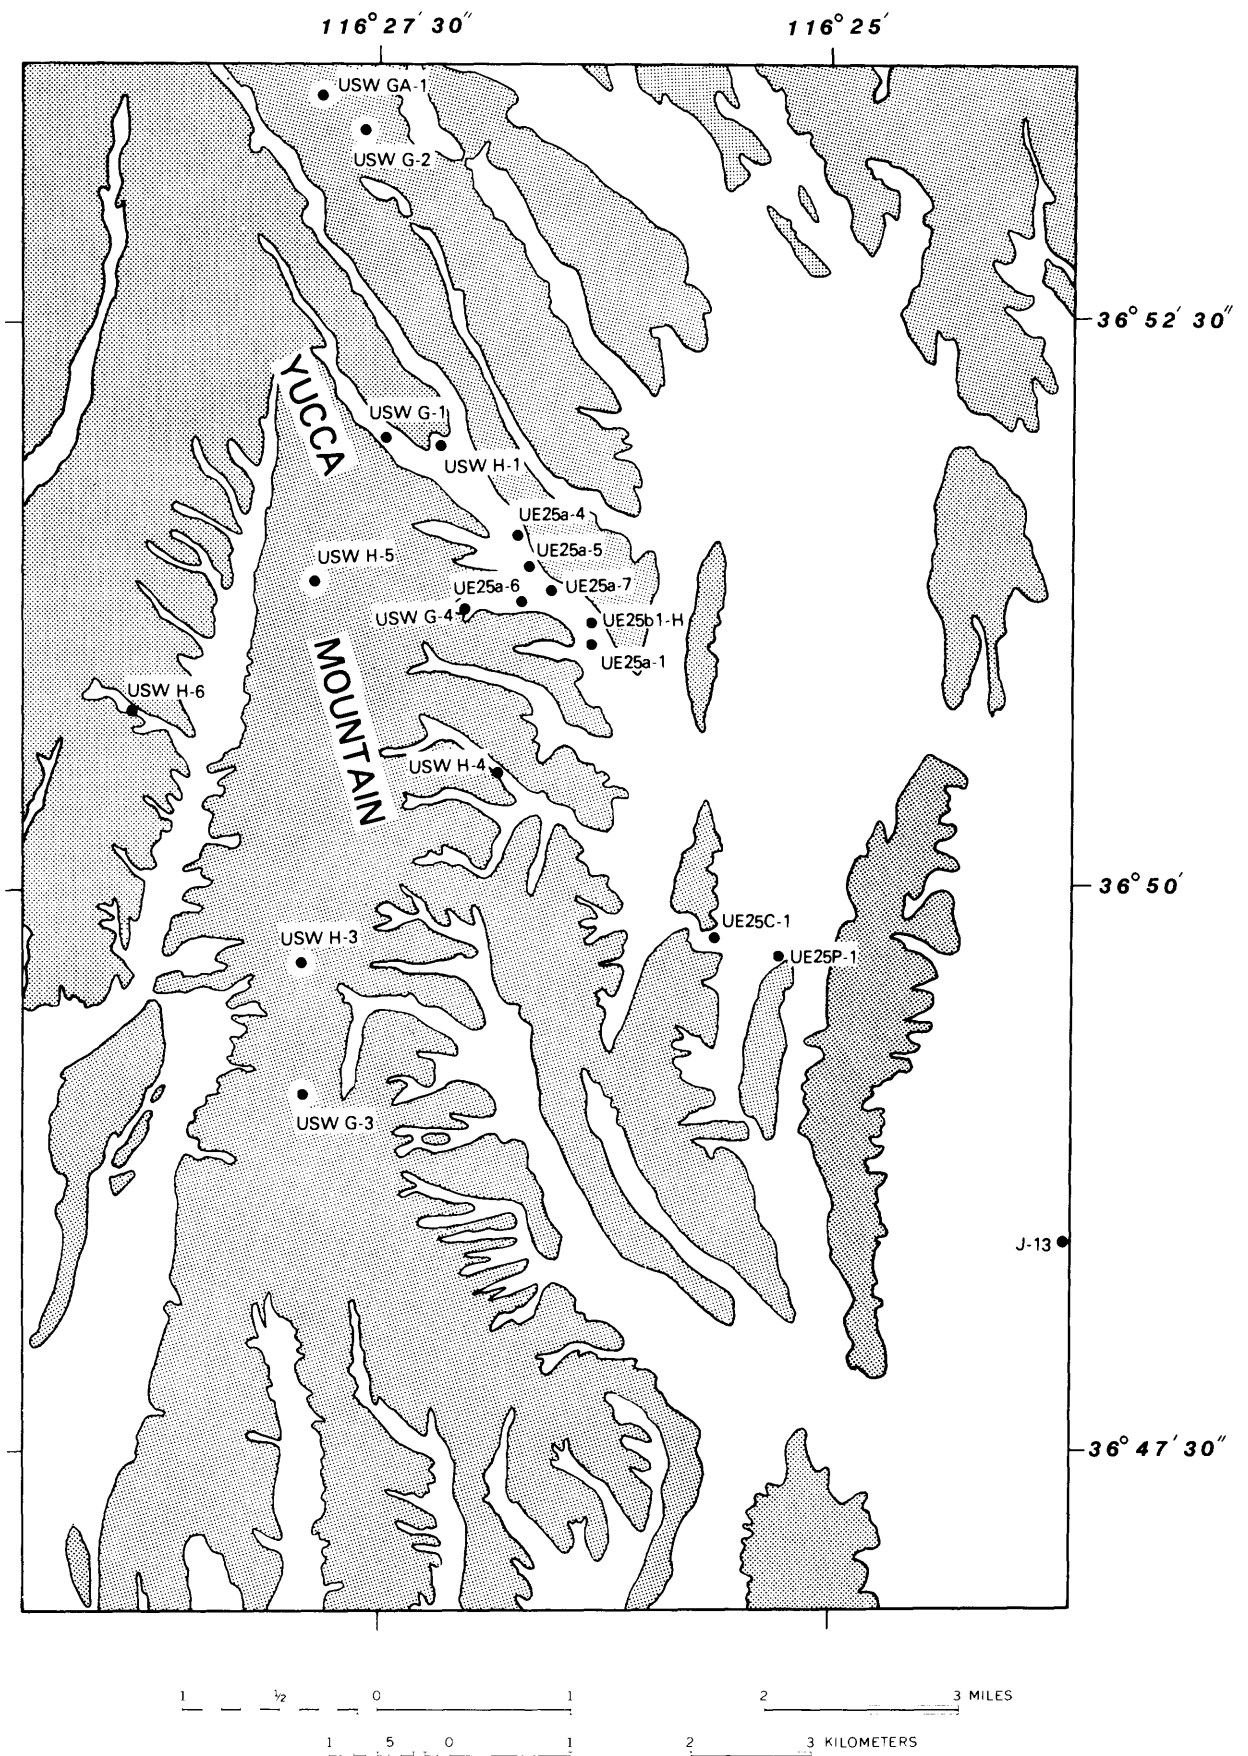 116° 27' 30" 116° 25'
USW GA-1
USW G-2
36° 52' 30"
YUCCA
USW G-1
USW H-1
UE25a-4
UE25a-5
USW H-5
UE25a-6 UE25a-7
USW G-4 UE25b1-H
UE25a-1
MOUNTAIN
USW H-6
USW H-4
36° 50'
UE25C-1
USW H-3
UE25P-1
USW G-3
J-13
36° 47' 30"
1 ½ 0 1 2 3 MILES
1 5 0 1 2 3 KILOMETERS